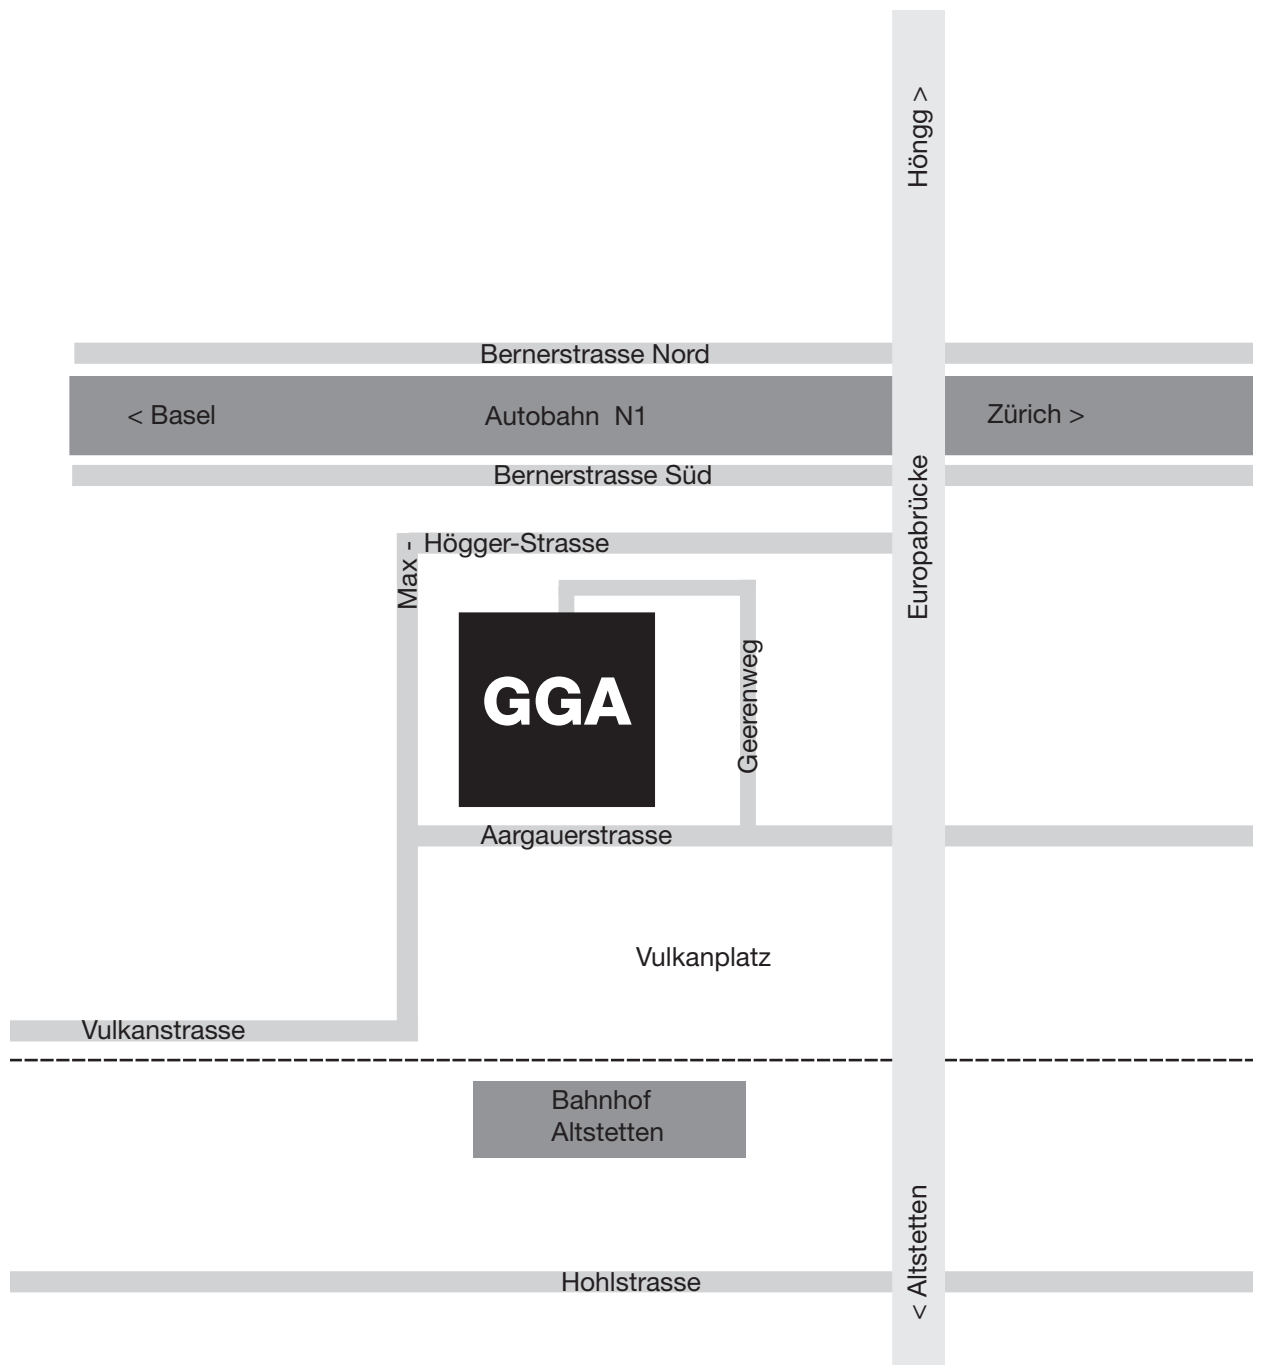 Höngg >
Bernerstrasse Nord
< Basel
Autobahn N1
Zürich >
Bernerstrasse Süd
Europabrücke
Max -
Högger-Strasse
GGA
Geerenweg
Aargauerstrasse
Vulkanplatz
Vulkanstrasse
Bahnhof
Altstetten
< Altstetten
Hohlstrasse